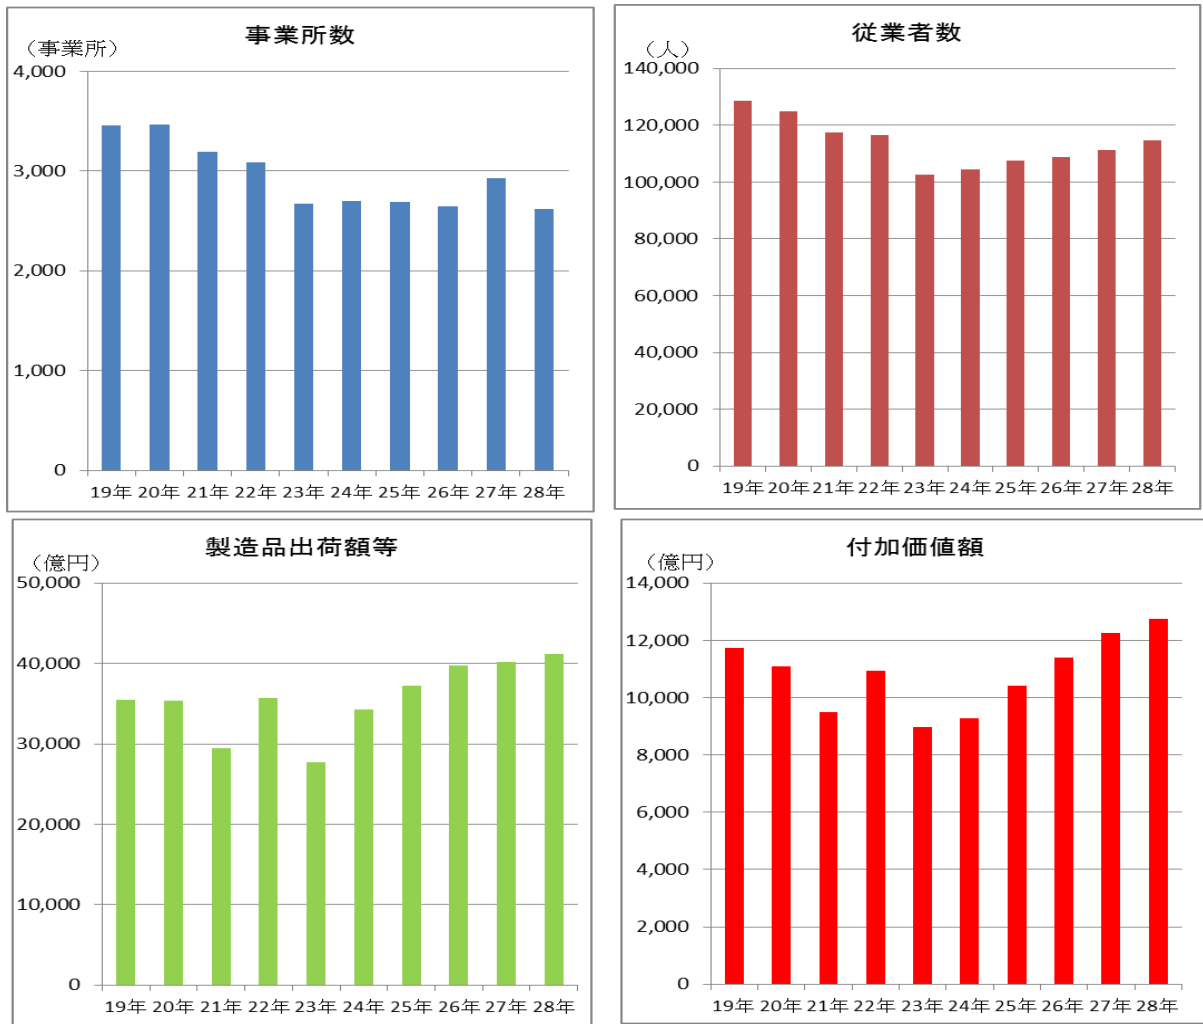 事業所数
（事業所）
4,000
3,000
2,000
1,000
0
19年 20年 21年 22年 23年 24年 25年 26年 27年 28年
従業者数
（人）
140,000
120,000
100,000
80,000
60,000
40,000
20,000
0
19年 20年 21年 22年 23年 24年 25年 26年 27年 28年
製造品出荷額等
（億円）
50,000
40,000
30,000
20,000
10,000
0
19年 20年 21年 22年 23年 24年 25年 26年 27年 28年
付加価値額
（億円）
14,000
12,000
10,000
8,000
6,000
4,000
2,000
0
19年 20年 21年 22年 23年 24年 25年 26年 27年 28年